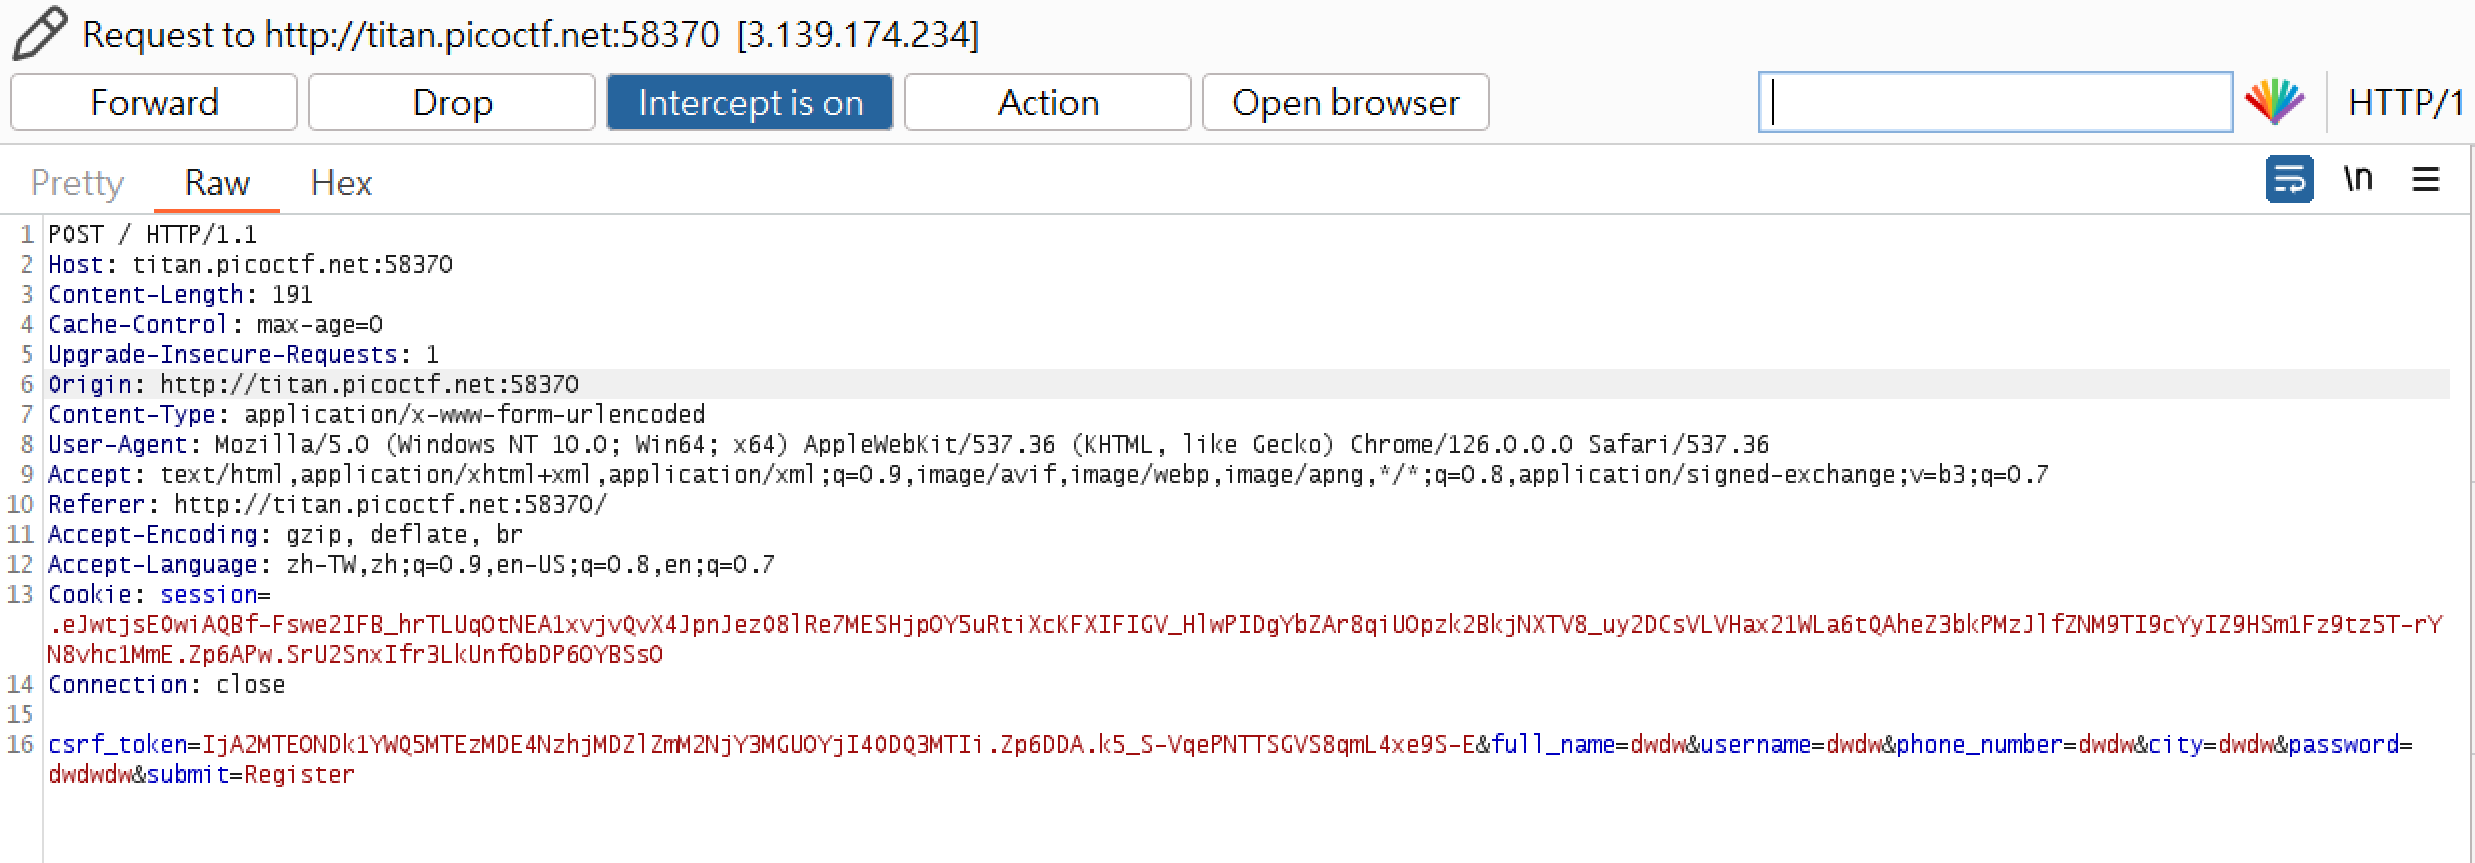 Request to http://titan.picoctf.net:58370 [3.139.174.234]
Forward Drop Intercept is on Action Open browser HTTP/1
Pretty Raw Hex \n
1 POST / HTTP/1.1
2 Host: titan.picoctf.net:58370
3 Content-Length: 191
4 Cache-Control: max-age=0
5 Upgrade-Insecure-Requests: 1
6 Origin: http://titan.picoctf.net:58370
7 Content-Type: application/x-www-form-urlencoded
8 User-Agent: Mozilla/5.0 (Windows NT 10.0; Win64; x64) AppleWebKit/537.36 (KHTML, like Gecko) Chrome/126.0.0.0 Safari/537.36
9 Accept: text/html,application/xhtml+xml,application/xml;q=0.9,image/avif,image/webp,image/apng,*/*;q=0.8,application/signed-exchange;v=b3;q=0.7
10 Referer: http://titan.picoctf.net:58370/
11 Accept-Encoding: gzip, deflate, br
12 Accept-Language: zh-TW,zh;q=0.9,en-US;q=0.8,en;q=0.7
13 Cookie: session=
.eJwtjsEOwiAQBf-Fswe2IFB_hrTLUqOtNEA1xvjvQvX4JpnJez08lRe7MESHjpOY5uRtiXcKFXIFIGV_HlwPIDgYbZAr8qiUOpzk2BkjNXTV8_uy2DCsVLVHax21WLa6tQAheZ3bkPMzJlfZNM9TI9cYyIZ9HSm1Fz9tz5T-rY
N8vhc1MmE.Zp6APw.SrU2SnxIfr3LkUnfObDP6OYBSsO
14 Connection: close
15
16 csrf_token=IjA2MTE0NDk1YWQ5MTEzMDE4NzhjMDZlZmM2NjY3MGU0YjI4ODQ3MTIi.Zp6DDA.k5_S-VqePNTTSGVS8qmL4xe9S-E&full_name=dwdw&username=dwdw&phone_number=dwdw&city=dwdw&password=
dwdwdw&submit=Register